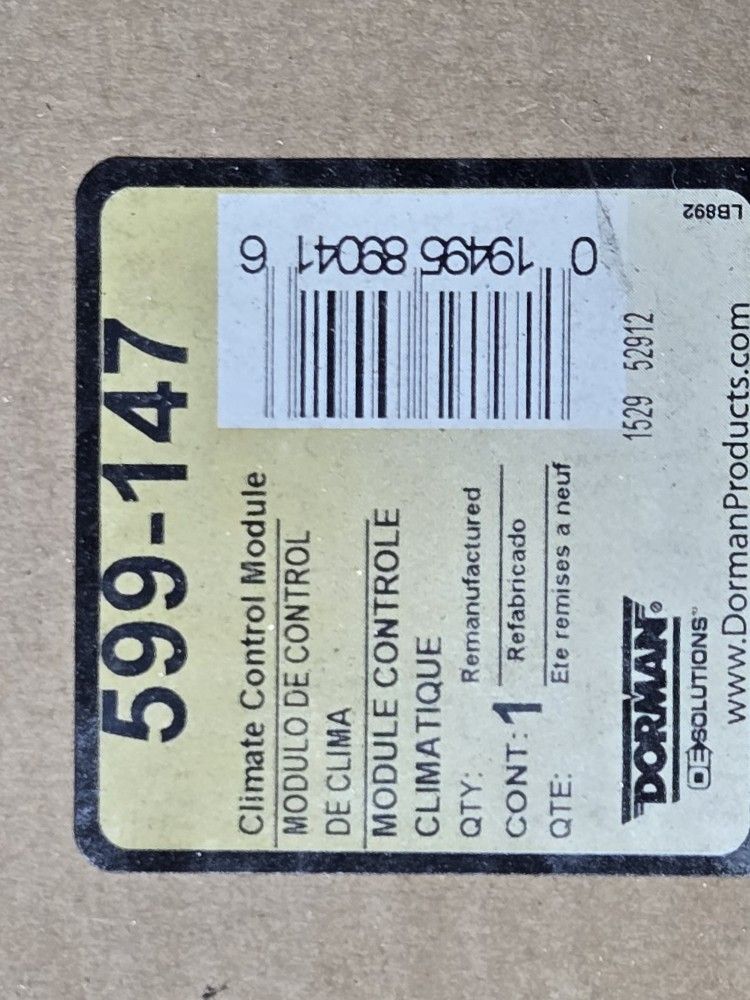 599-147
Climate Control Module
MODULO DE CONTROL
DE CLIMA
MODULE CONTROLE
CLIMATIQUE
QTY: Remanufactured
CONT: 1 Refabricado
QTE: Ete remises a neuf
0 19495 89041 6
1529 52912
LB892
DORMAN®
OE SOLUTIONS™
www.DormanProducts.com